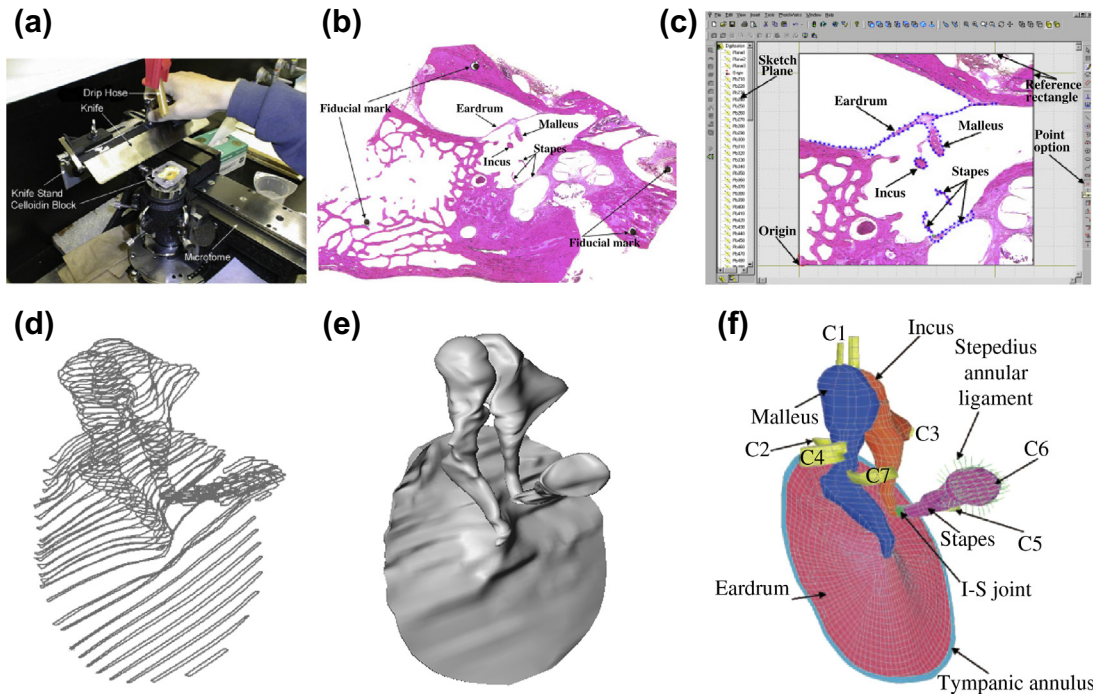 (a)
Drip Hose
Knife
Knife Stand
Celloidin Block
Microtome
(b)
Fiducial mark
Eardrum
Malleus
Incus
Stapes
Fiducial mark
(c)
Sketch
Plane
Eardrum
Reference
rectangle
Malleus
Point
option
Incus
Stapes
Origin
(d)
(e)
(f)
C1
Incus
Stepedius
annular
ligament
Malleus
C2
C4
C3
C7
C6
Stapes
C5
I-S joint
Eardrum
Tympanic annulus